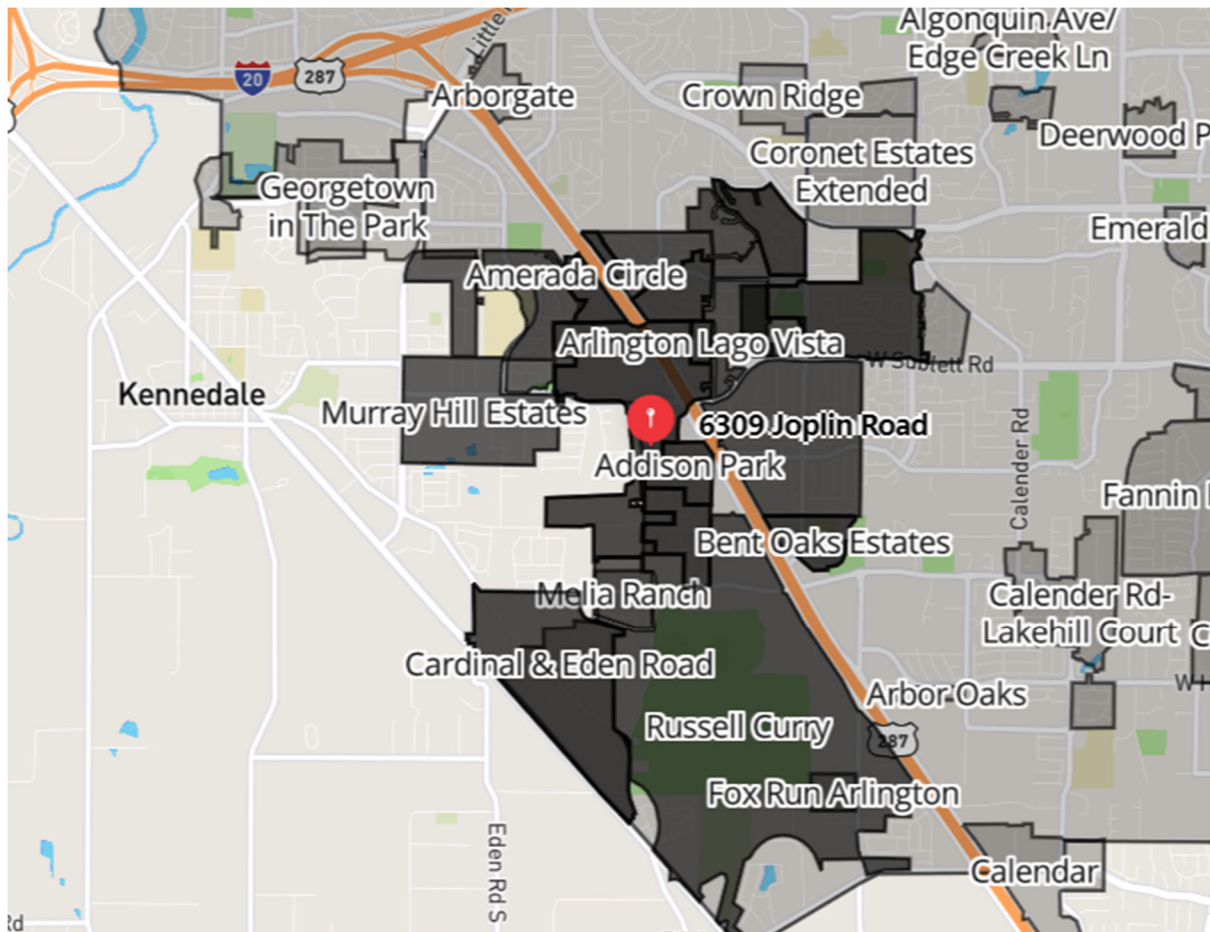 Algonquin Ave/
Edge Creek Ln
Little
20
287
Arborgate
Crown Ridge
Deerwood P
Coronet Estates
Extended
Georgetown
in The Park
Emerald
Amerada Circle
Arlington Lago Vista
W Sublett Rd
Kennedale
Murray Hill Estates
6309 Joplin Road
Addison Park
Calender Rd
Fannin
Bent Oaks Estates
Melia Ranch
Calender Rd-
Lakehill Court
C
Cardinal & Eden Road
W
Arbor Oaks
Russell Curry
287
Fox Run Arlington
Eden Rd S
Calendar
Rd